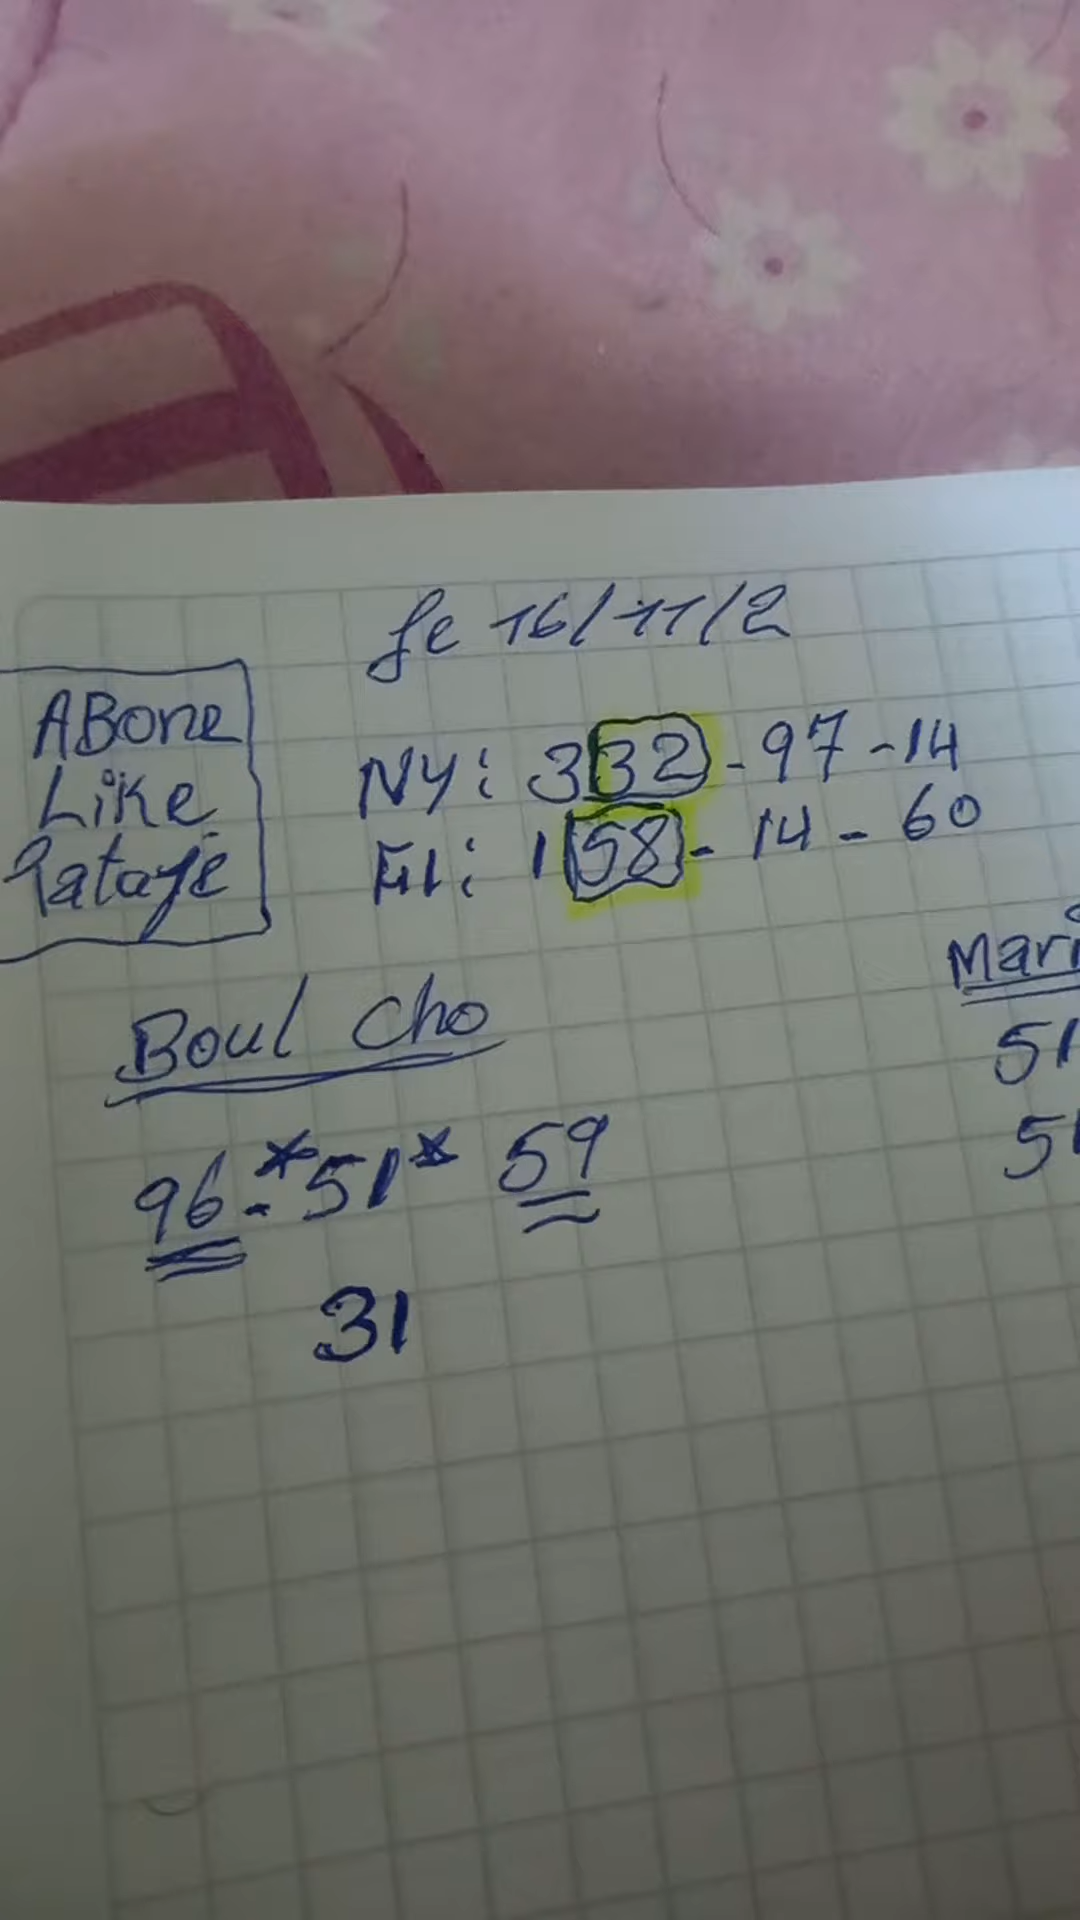 Le 16/11/2
ABone
Like
Pataje
NY: 332-97-14
FL: 158-14-60
Boul Cho
96-*51* 59
31
Mari
51
51